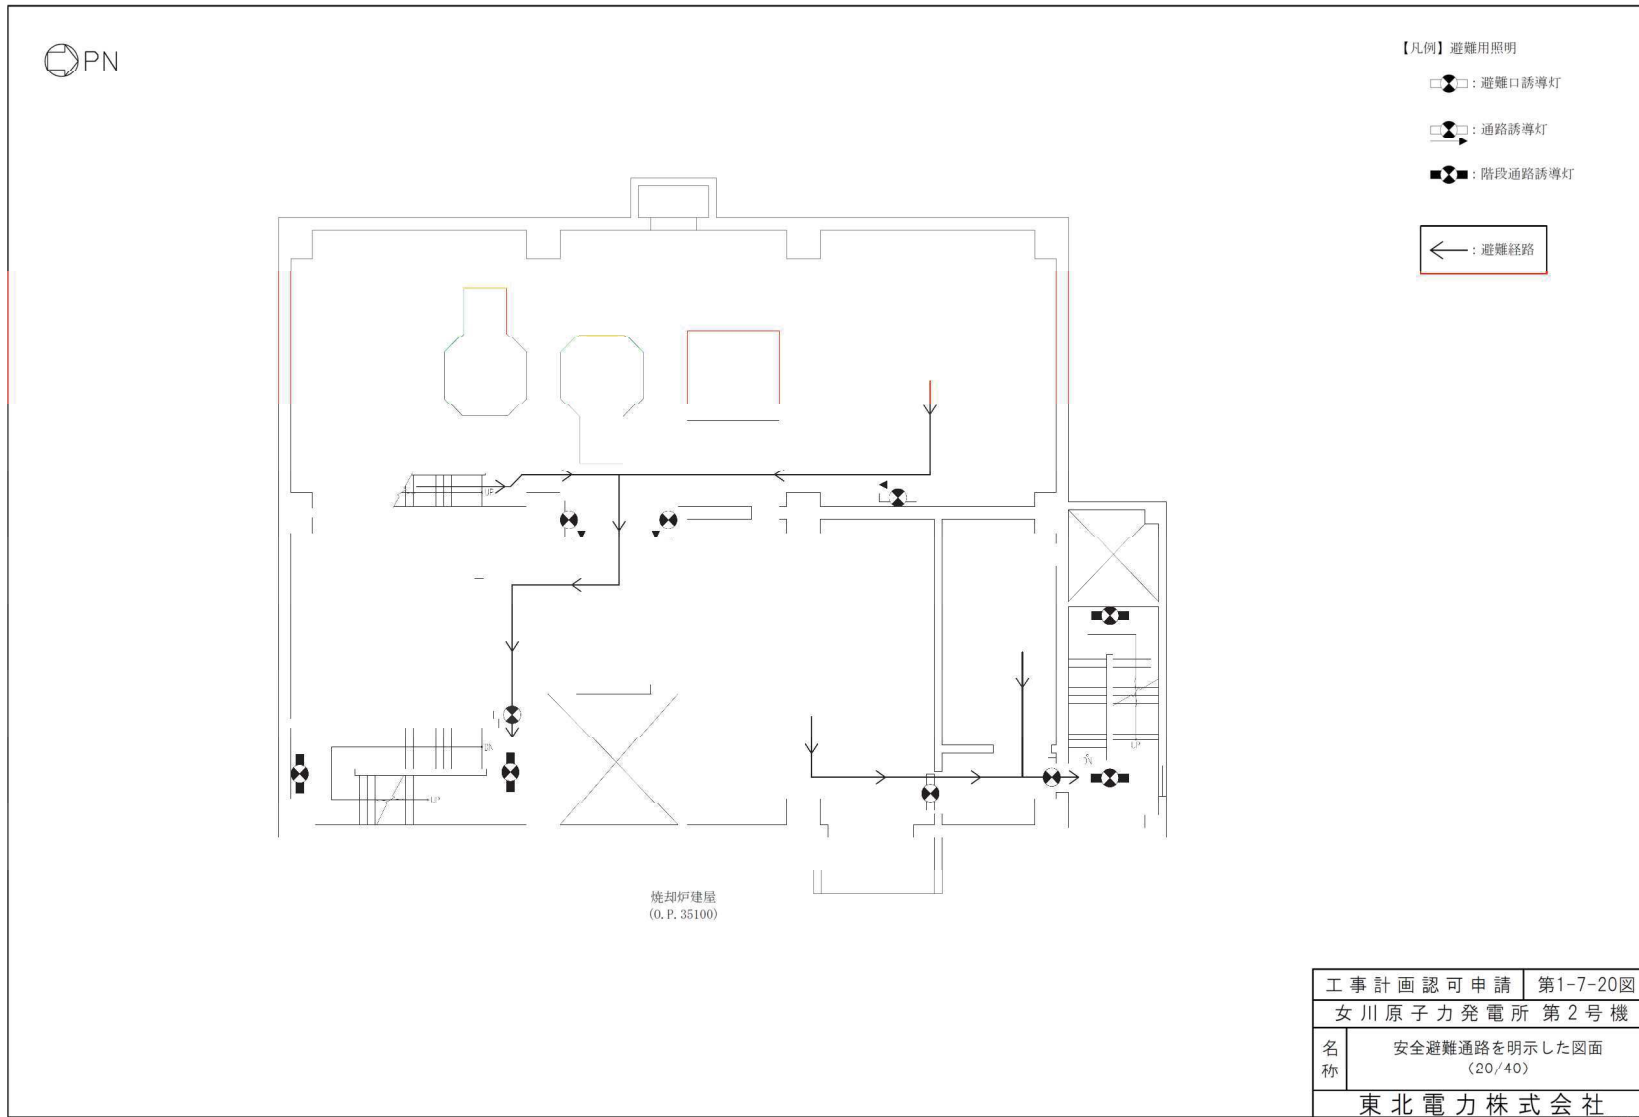 PN
【凡例】避難用照明
：避難口誘導灯
：通路誘導灯
：階段通路誘導灯
：避難経路
UP
DN
UP
UP
DN
焼却炉建屋
(O.P.35100)
工事計画認可申請 第1-7-20図
女川原子力発電所 第2号機
名称 安全避難通路を明示した図面
(20/40)
東北電力株式会社